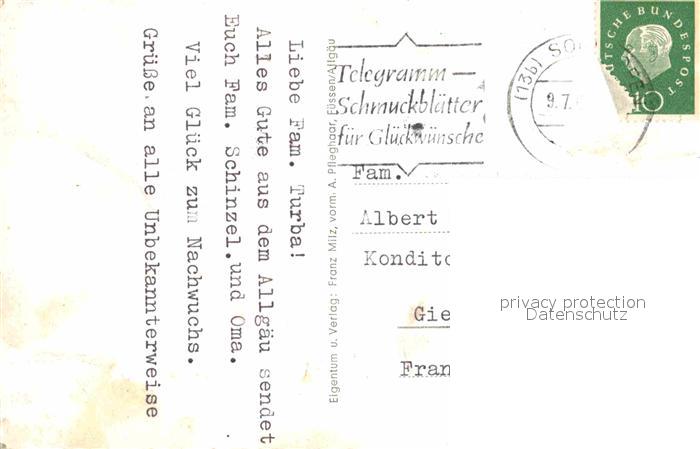 Liebe Fam. Turba!
Alles Gute aus dem Allgäu sendet
Euch Fam. Schinzel.und Oma.
Viel Glück zum Nachwuchs.
Grüße. an alle Unbekannterweise
Eigentum u. Verlag: Franz Milz, vorm. A. Pfleghaar, Füssen/Allgäu
Telegramm —
Schmuckblätter
für Glückwünsche
(13b) SO
9.7.
DEUTSCHE BUNDESPOST
10
Fam.
Albert
Kondito
Gie
Fran
privacy protection
Datenschutz